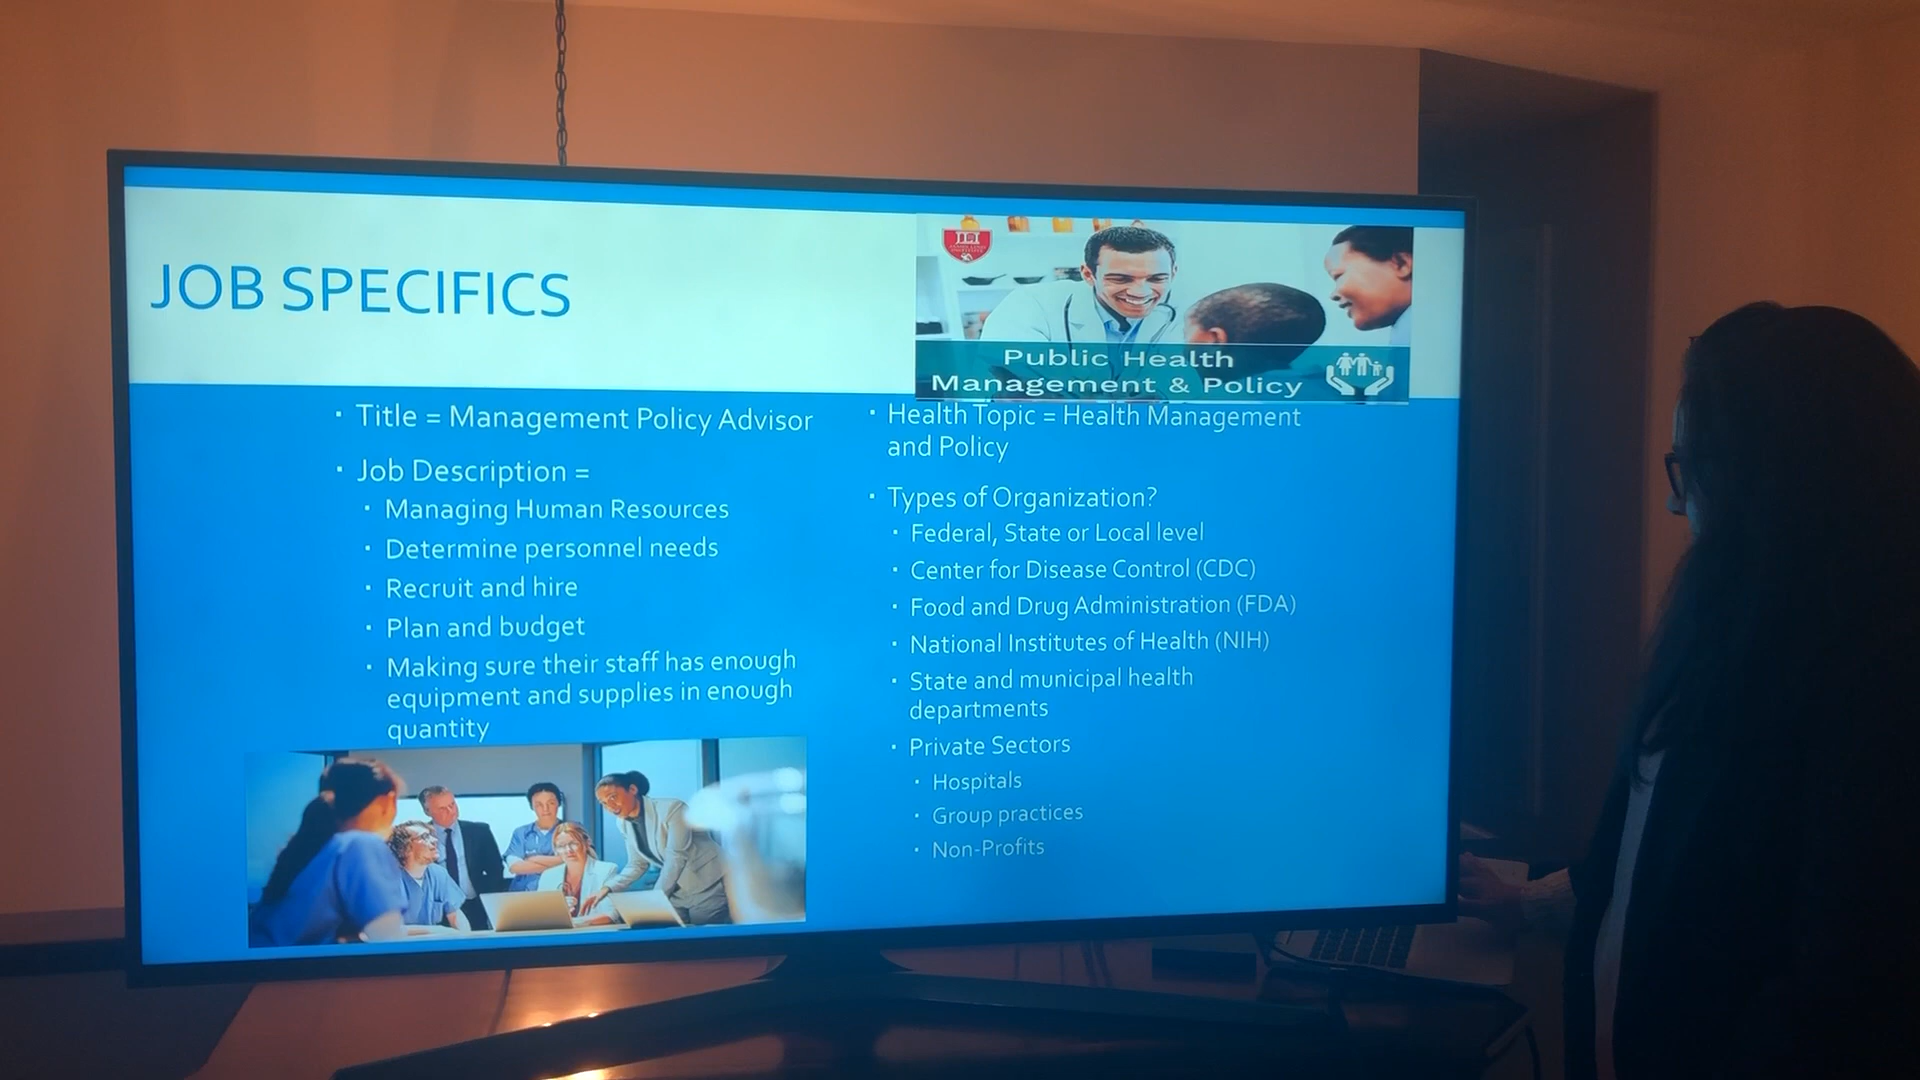 JOB SPECIFICS
JLI
Public Health
Management & Policy
· Title = Management Policy Advisor
· Job Description =
· Managing Human Resources
· Determine personnel needs
· Recruit and hire
· Plan and budget
· Making sure their staff has enough
equipment and supplies in enough
quantity
· Health Topic = Health Management
and Policy
· Types of Organization?
· Federal, State or Local level
· Center for Disease Control (CDC)
· Food and Drug Administration (FDA)
· National Institutes of Health (NIH)
· State and municipal health
departments
· Private Sectors
· Hospitals
· Group practices
· Non-Profits